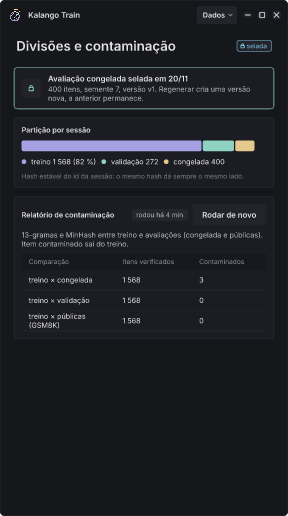 Kalango Train
Dados
Divisões e contaminação
selada
Avaliação congelada selada em 20/11
400 itens, semente 7, versão v1. Regenerar cria uma versão
nova, a anterior permanece.
Partição por sessão
treino 1 568 (82 %)
validação 272
congelada 400
Hash estável do id da sessão: o mesmo hash dá sempre o mesmo lado.
Relatório de contaminação
rodou há 4 min
Rodar de novo
13-gramas e MinHash entre treino e avaliações (congelada e públicas).
Item contaminado sai do treino.
Comparação Itens verificados Contaminados
treino × congelada 1 568 3
treino × validação 1 568 0
treino × públicas
(GSM8K) 1 568 0